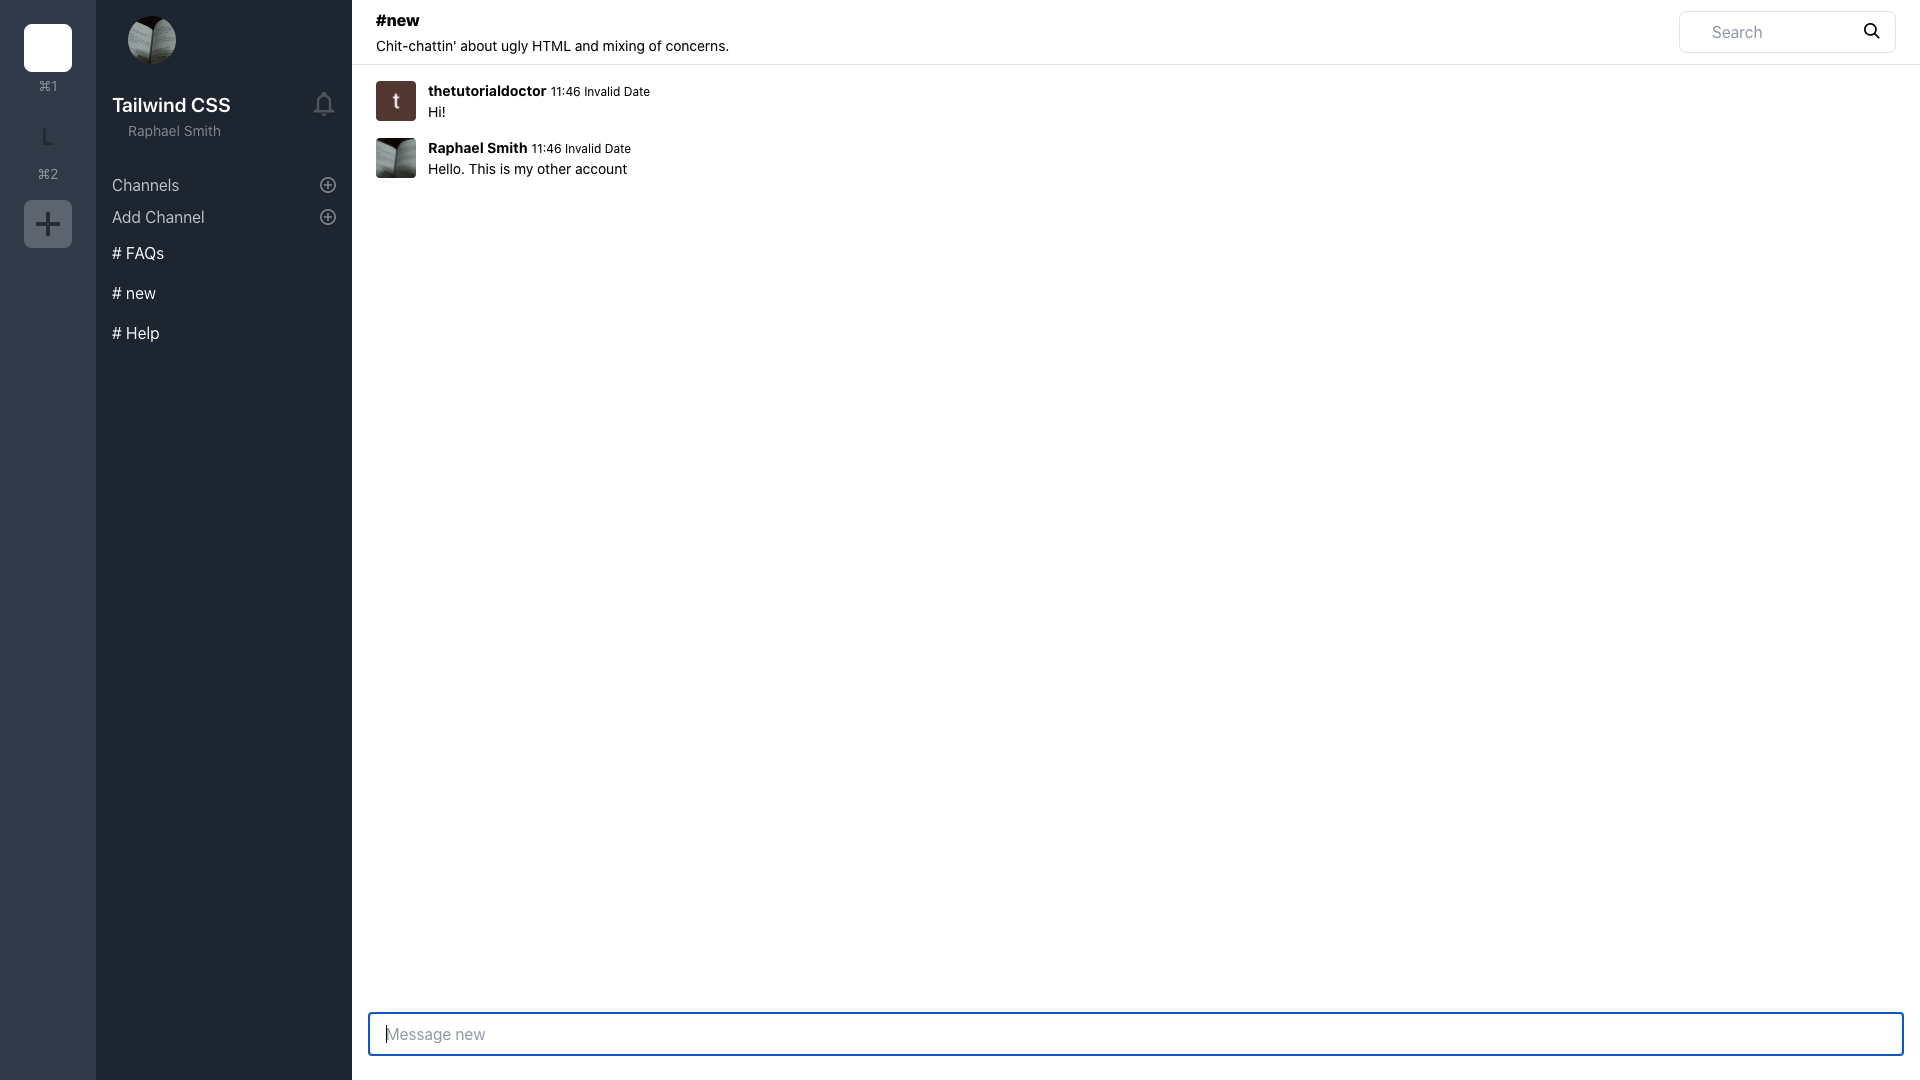 ⌘1
L
⌘2
Tailwind CSS
Raphael Smith
Channels
Add Channel
# FAQs
# new
# Help
#new
Chit-chattin' about ugly HTML and mixing of concerns.
Search
t
thetutorialdoctor 11:46 Invalid Date
Hi!
Raphael Smith 11:46 Invalid Date
Hello. This is my other account
Message new